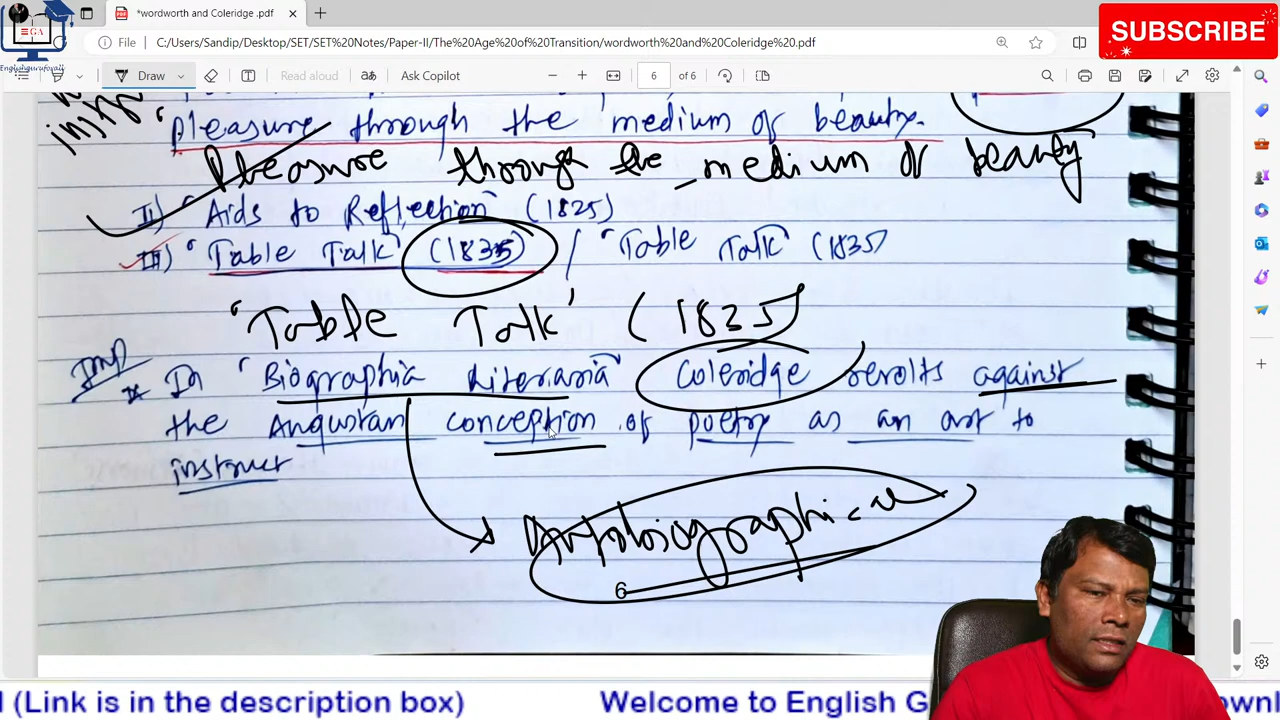 *wordworth and Coleridge .pdf
File C:/Users/Sandip/Desktop/SET/SET%20Notes/Paper-II/The%20Age%20of%20Transition/wordworth%20and%20Coleridge%20.pdf
SUBSCRIBE
EGA
Englishguruforall
Draw
Read aloud
Ask Copilot
6 of 6
"pleasure through the medium of beauty.
Pleasure through the medium of beauty
II) "Aids to Reflection" (1825)
III) "Table Talk" (1835) / "Table Talk" (1835)
'Table Talk' (1835)
Imp
In "Biographia Literaria" Coleridge revolts against
the Augustan conception of poetry as an art to
instruct
Autobiographical
6
l (Link is in the description box) Welcome to English G ownl